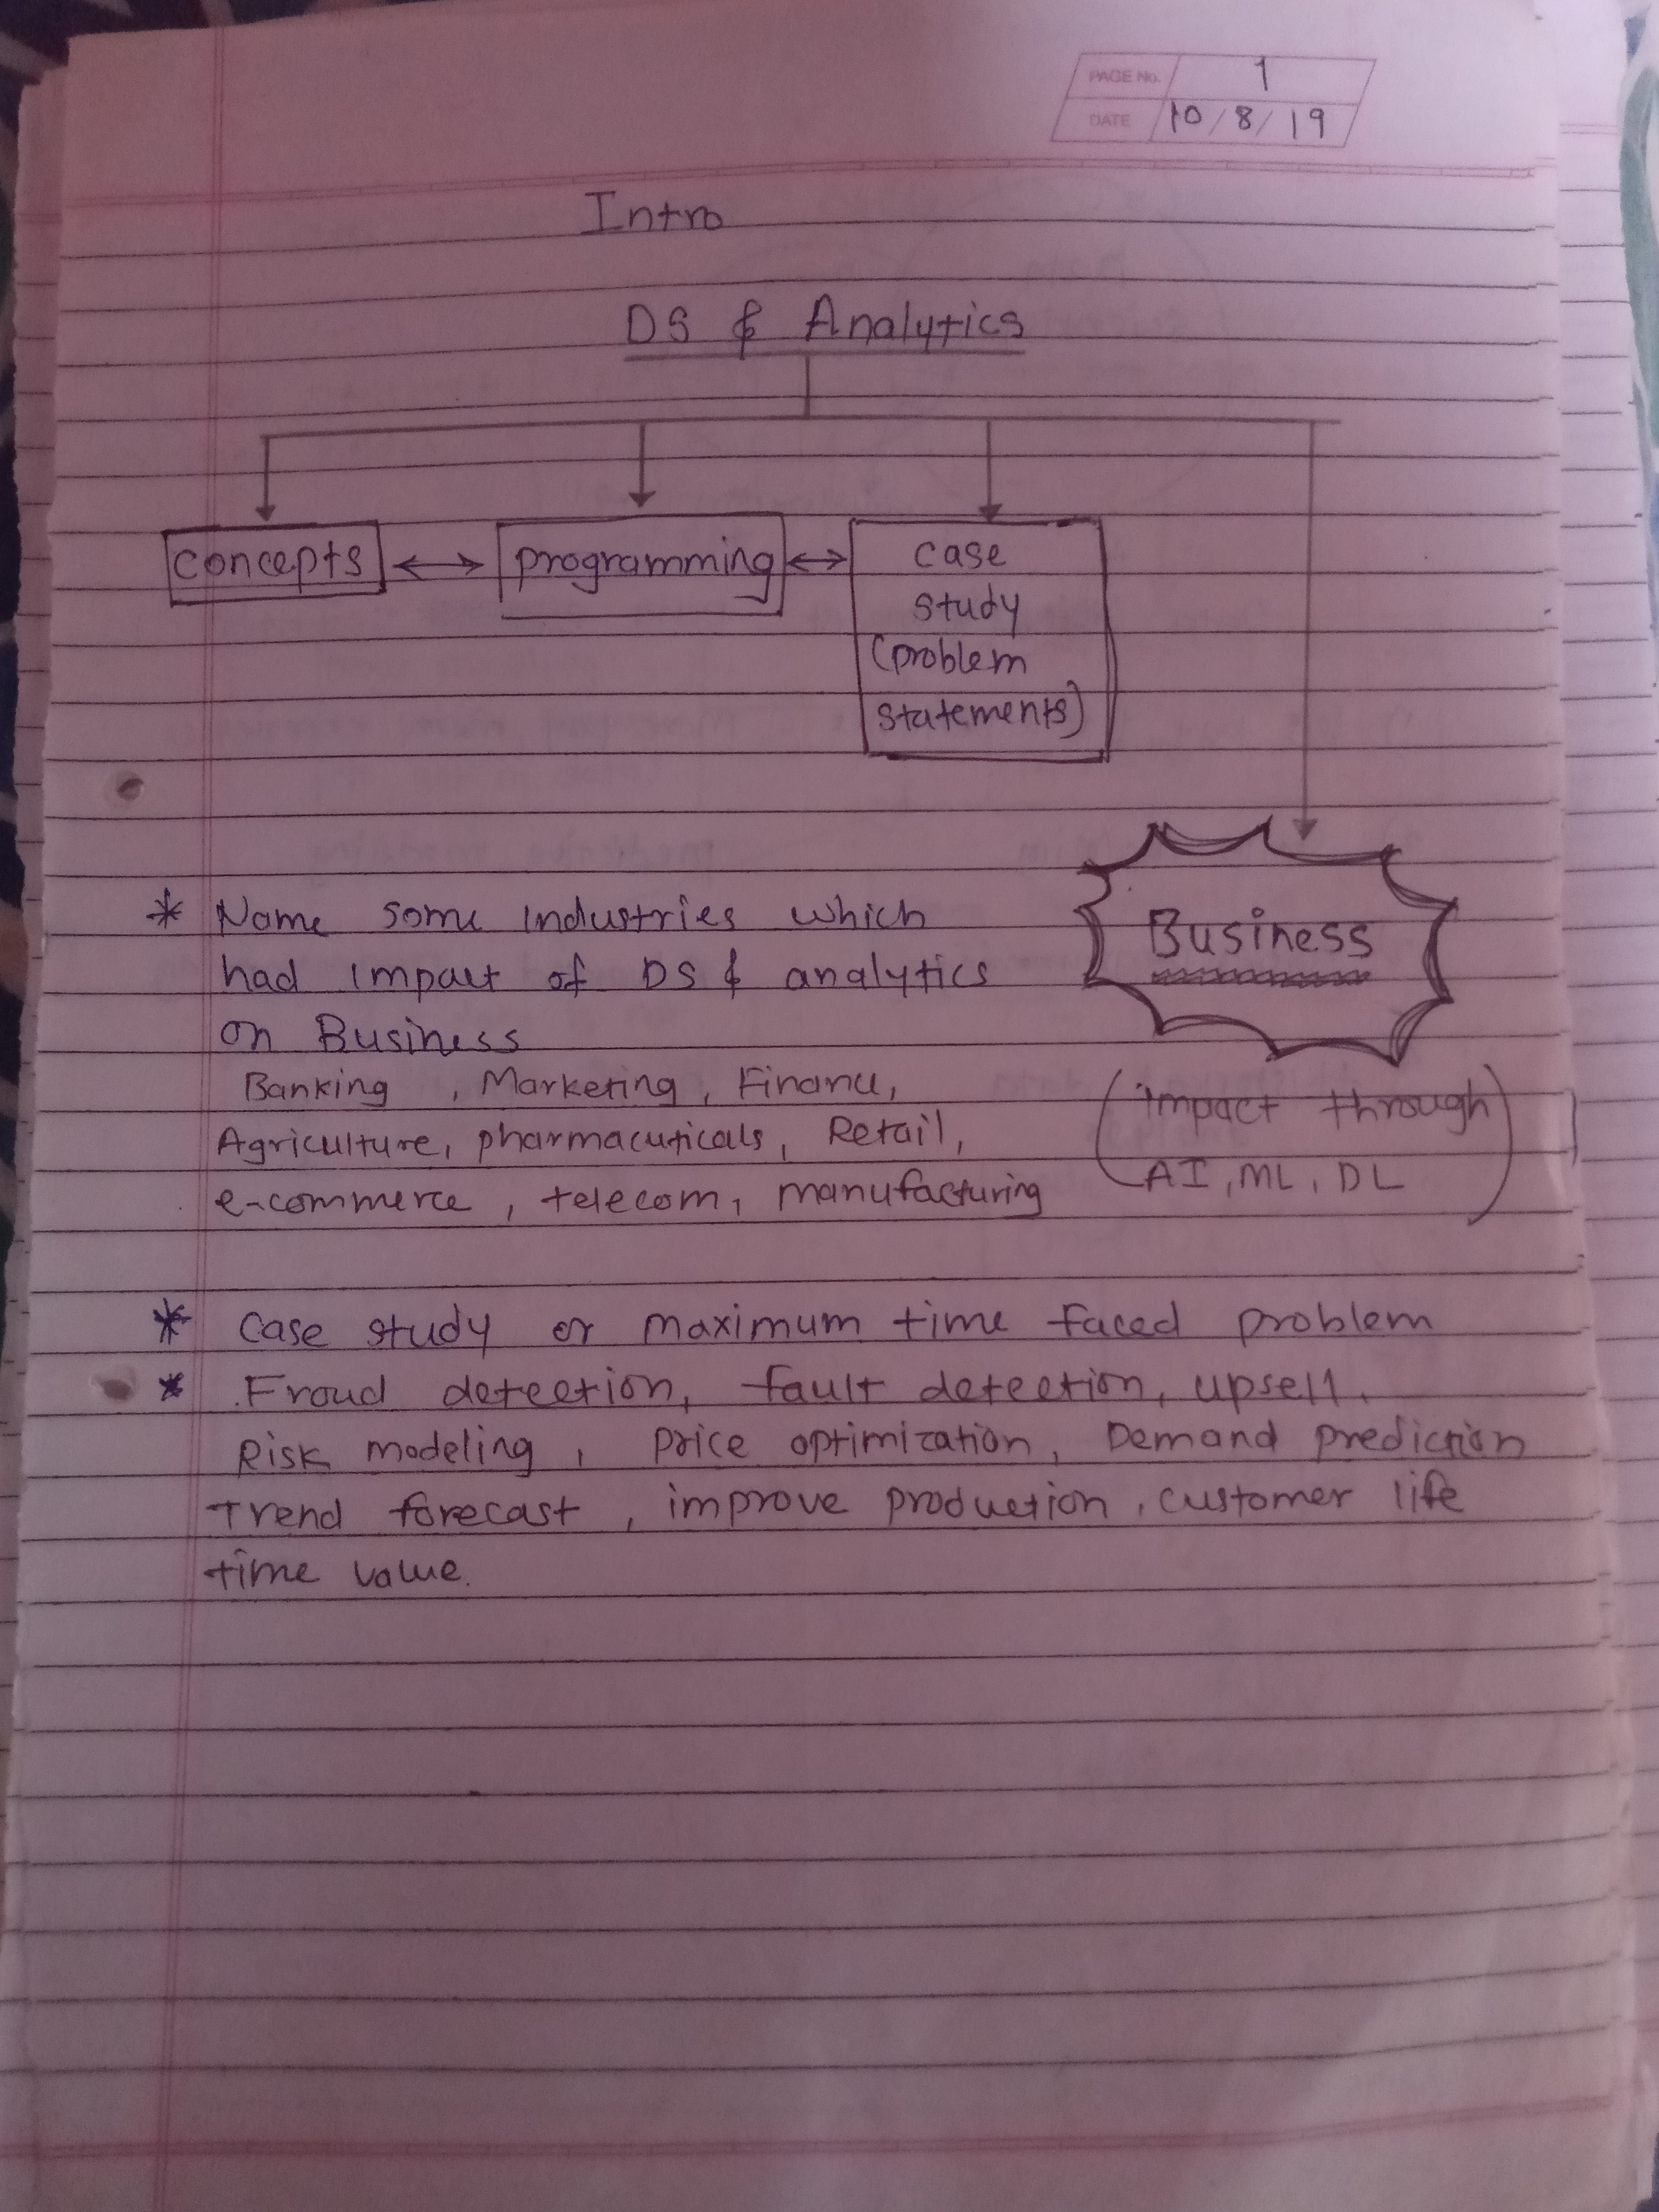 PAGE No. 1
DATE 10/8/19
Intro
DS & Analytics
concepts
programming
case
study
(problem
statements)
Business
(impact through
AI, ML, DL)
* Name some industries which
had impact of DS & analytics
on Business
Banking , Marketing, Finance,
Agriculture, pharmacuticals, Retail,
e-commerce, telecom, manufacturing
* case study or maximum time faced problem
* Fraud detection, fault detection, upsell,
Risk modeling, Price optimization, Demand prediction
Trend forecast, improve production, customer life
time value.